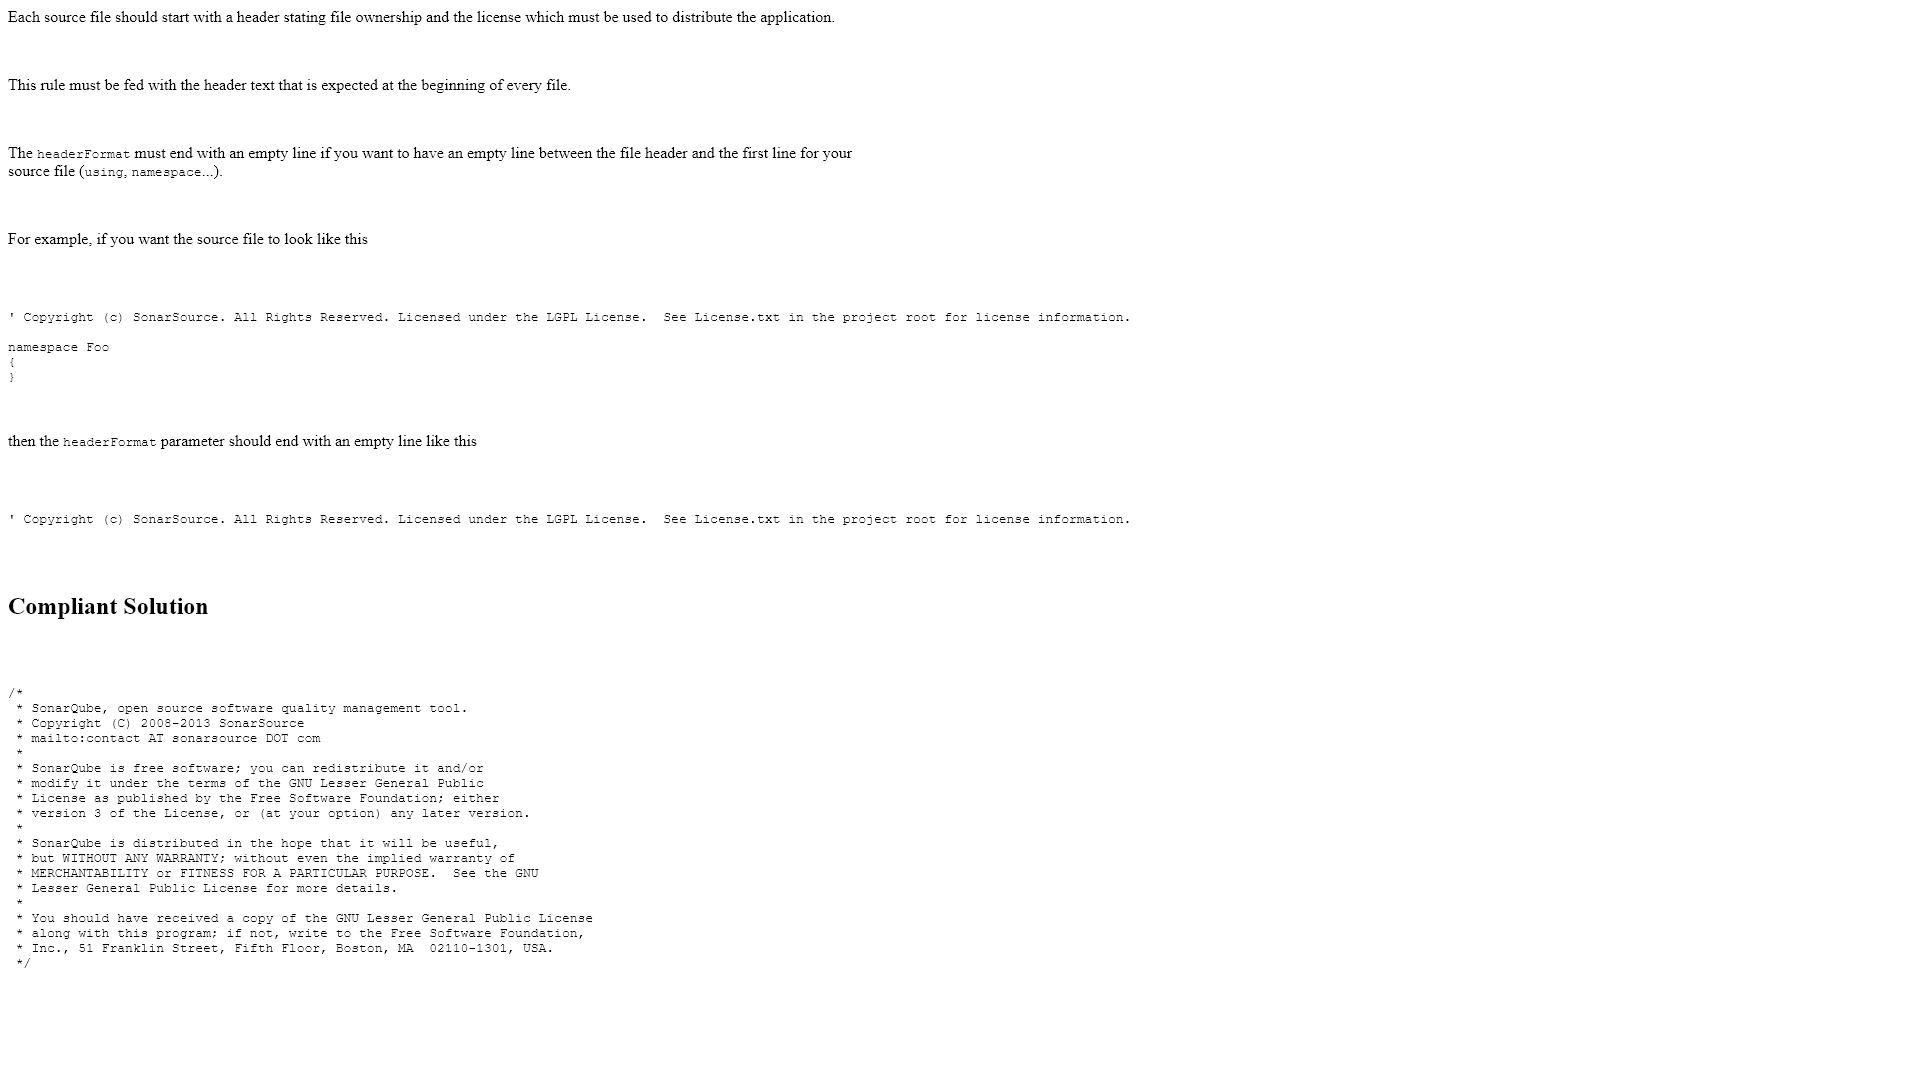 Each source file should start with a header stating file ownership and the license which must be used to distribute the application.
This rule must be fed with the header text that is expected at the beginning of every file.
The headerFormat must end with an empty line if you want to have an empty line between the file header and the first line for your
source file (using, namespace...).
For example, if you want the source file to look like this
' Copyright (c) SonarSource. All Rights Reserved. Licensed under the LGPL License.  See License.txt in the project root for license information.
namespace Foo
{
}
then the headerFormat parameter should end with an empty line like this
' Copyright (c) SonarSource. All Rights Reserved. Licensed under the LGPL License.  See License.txt in the project root for license information.
Compliant Solution
/*
 * SonarQube, open source software quality management tool.
 * Copyright (C) 2008-2013 SonarSource
 * mailto:contact AT sonarsource DOT com
 *
 * SonarQube is free software; you can redistribute it and/or
 * modify it under the terms of the GNU Lesser General Public
 * License as published by the Free Software Foundation; either
 * version 3 of the License, or (at your option) any later version.
 *
 * SonarQube is distributed in the hope that it will be useful,
 * but WITHOUT ANY WARRANTY; without even the implied warranty of
 * MERCHANTABILITY or FITNESS FOR A PARTICULAR PURPOSE.  See the GNU
 * Lesser General Public License for more details.
 *
 * You should have received a copy of the GNU Lesser General Public License
 * along with this program; if not, write to the Free Software Foundation,
 * Inc., 51 Franklin Street, Fifth Floor, Boston, MA  02110-1301, USA.
 */